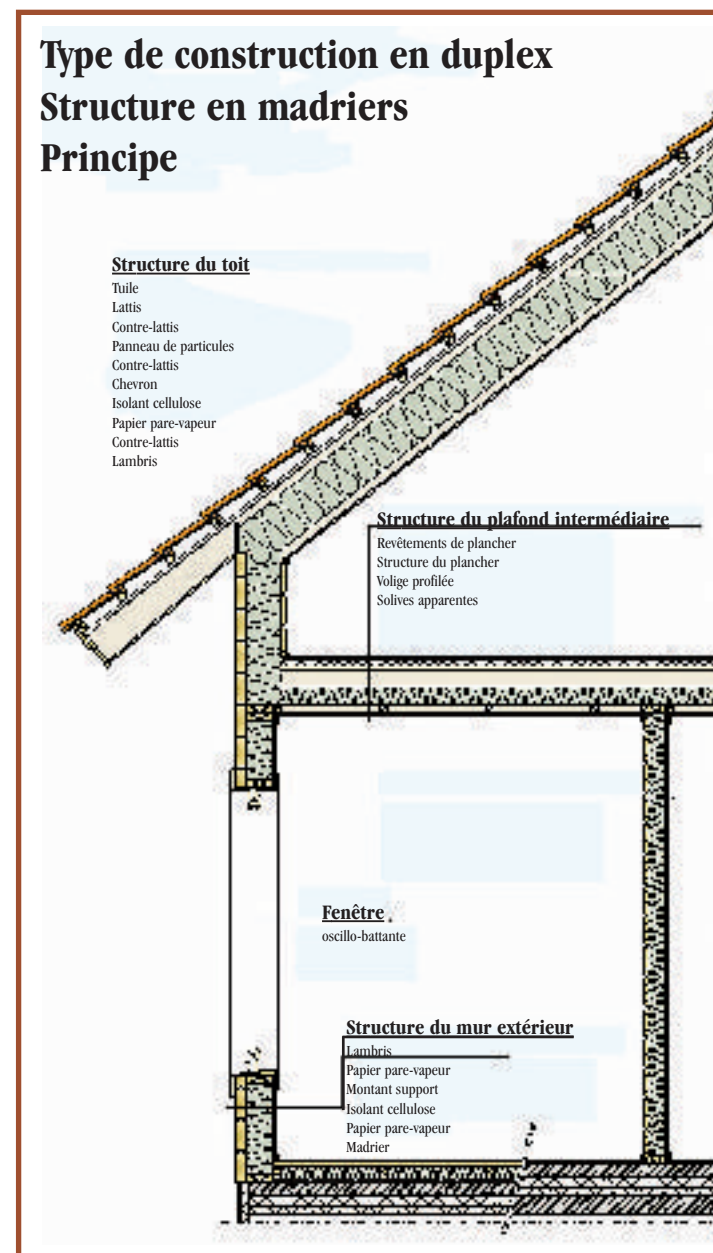 Type de construction en duplex
Structure en madriers
Principe
Structure du toit
Tuile
Lattis
Contre-lattis
Panneau de particules
Contre-lattis
Chevron
Isolant cellulose
Papier pare-vapeur
Contre-lattis
Lambris
Structure du plafond intermédiaire
Revêtements de plancher
Structure du plancher
Volige profilée
Solives apparentes
Fenêtre
oscillo-battante
Structure du mur extérieur
Lambris
Papier pare-vapeur
Montant support
Isolant cellulose
Papier pare-vapeur
Madrier